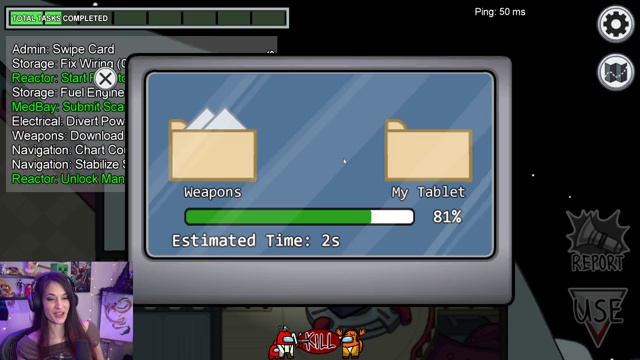 TOTAL TASKS COMPLETED
Ping: 50 ms
Admin: Swipe Card
Storage: Fix Wiring (0
Reactor: Start
Storage: Fuel Engine
MedBay: Submit Sca
Electrical: Divert Pow
Weapons: Download
Navigation: Chart Cou
Navigation: Stabilize S
Reactor: Unlock Man
Weapons
My Tablet
81%
Estimated Time: 2s
REPORT
USE
KILL